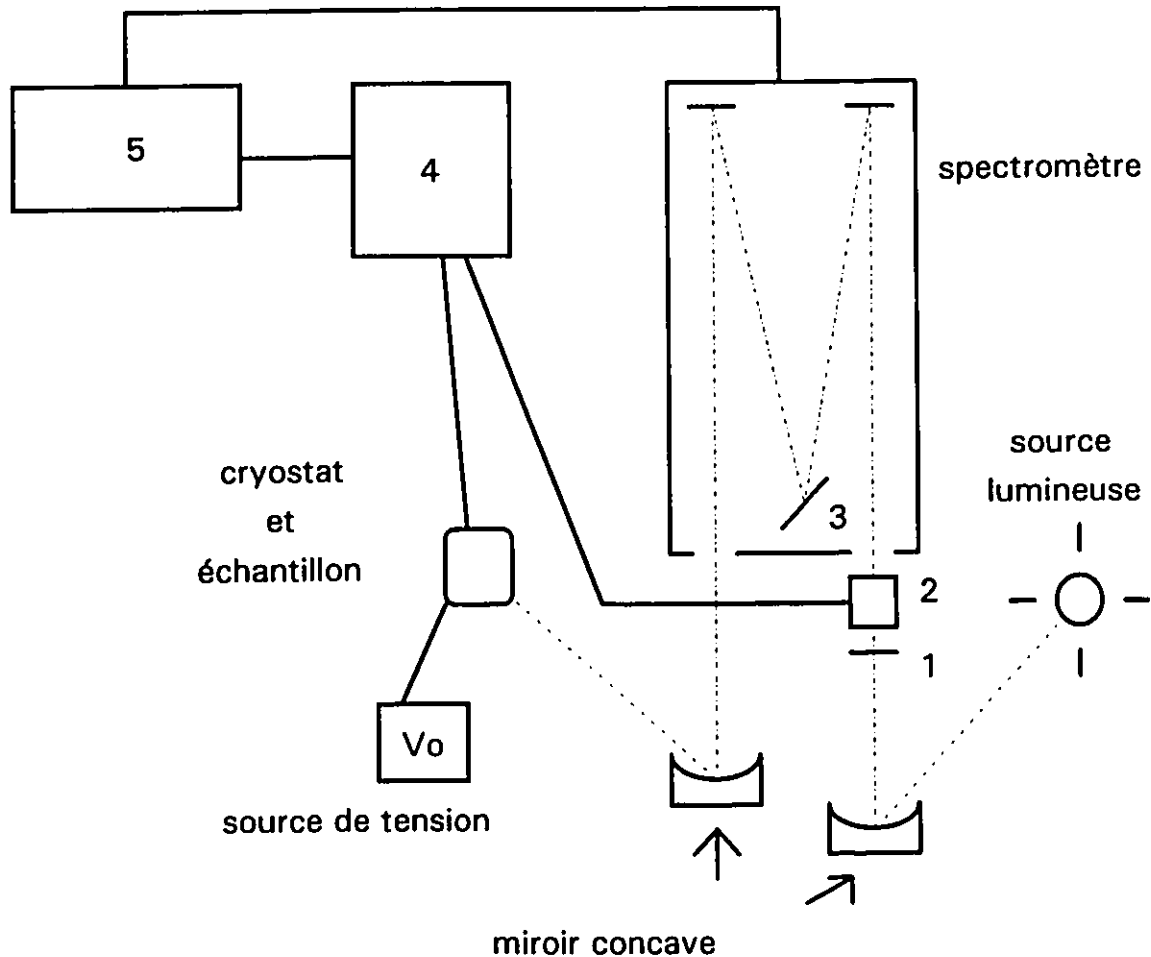 5
4
spectromètre
source
lumineuse
3
cryostat
et
échantillon
2
1
Vo
source de tension
miroir concave